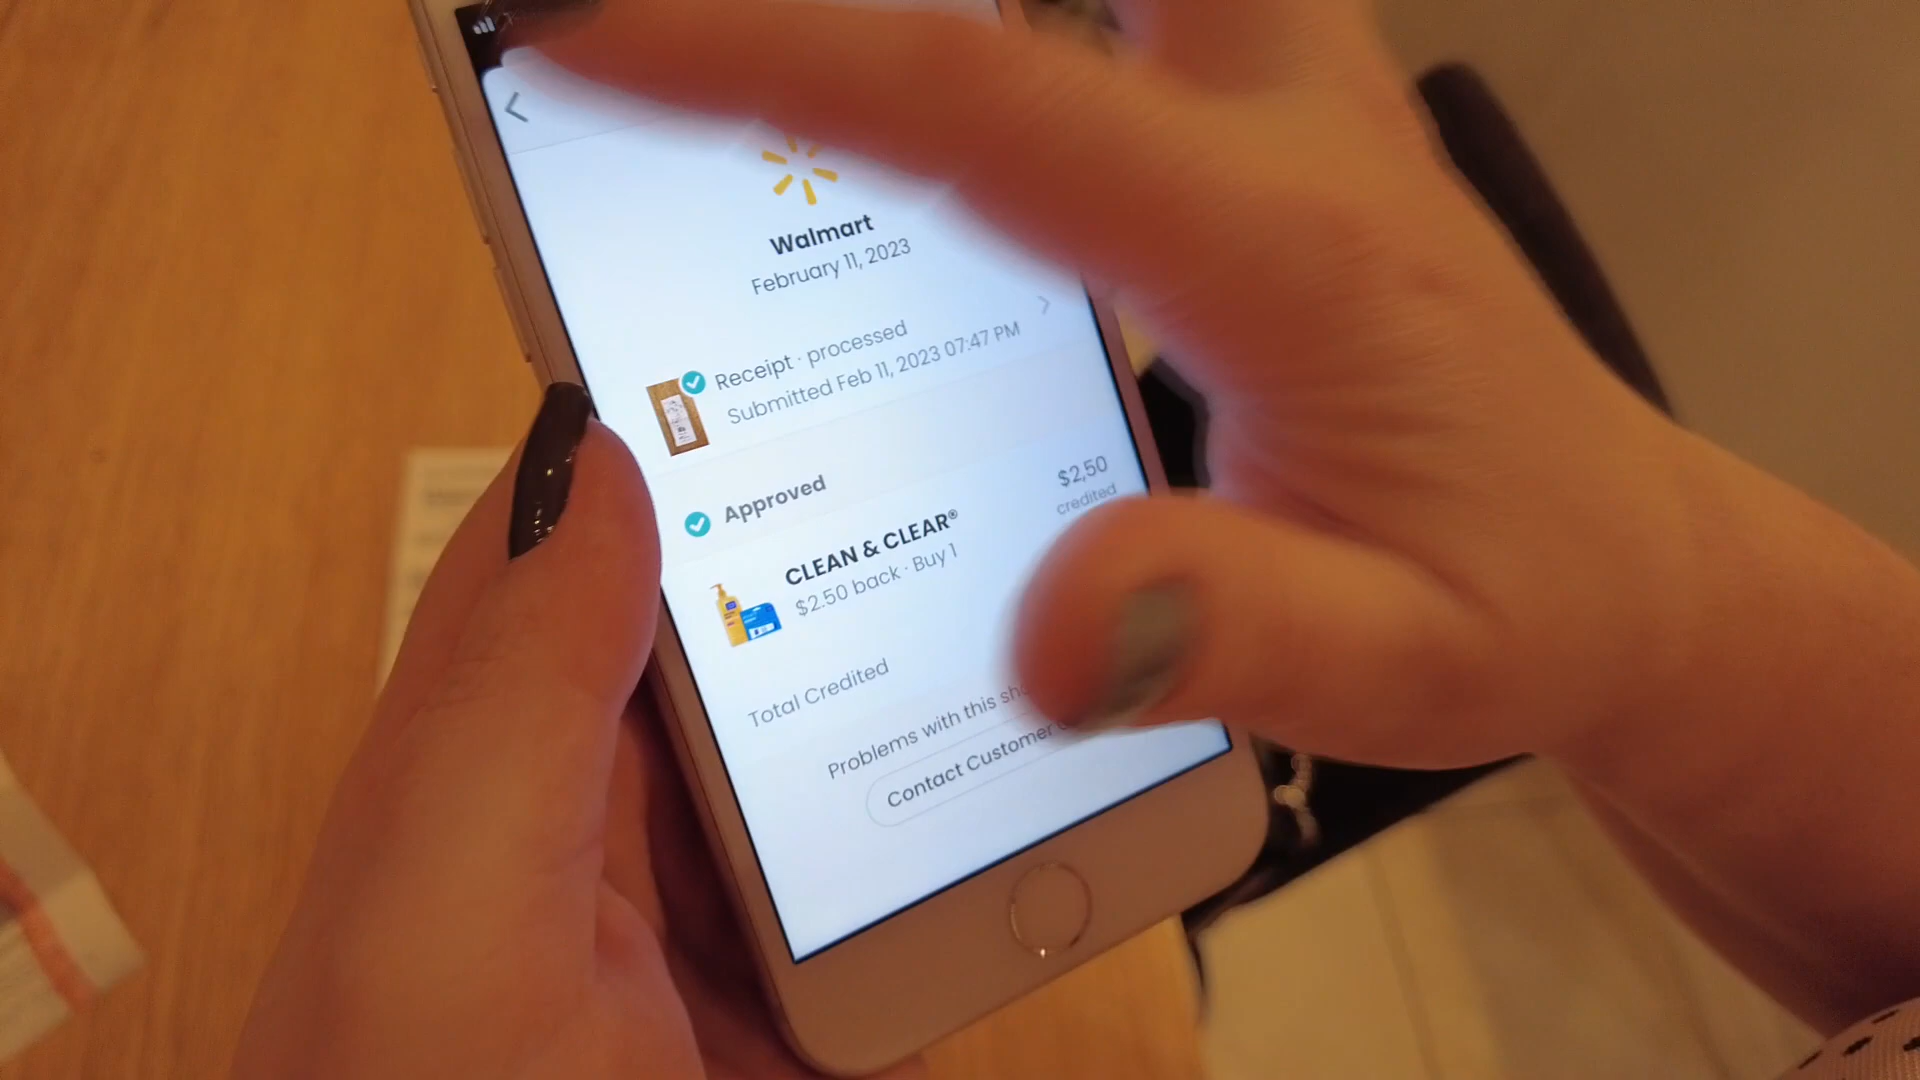 Walmart
February 11, 2023
Receipt · processed
Submitted Feb 11, 2023 07:47 PM
Approved
$2,50
credited
CLEAN & CLEAR®
$2.50 back · Buy 1
Total Credited
Problems with this
Contact Customer